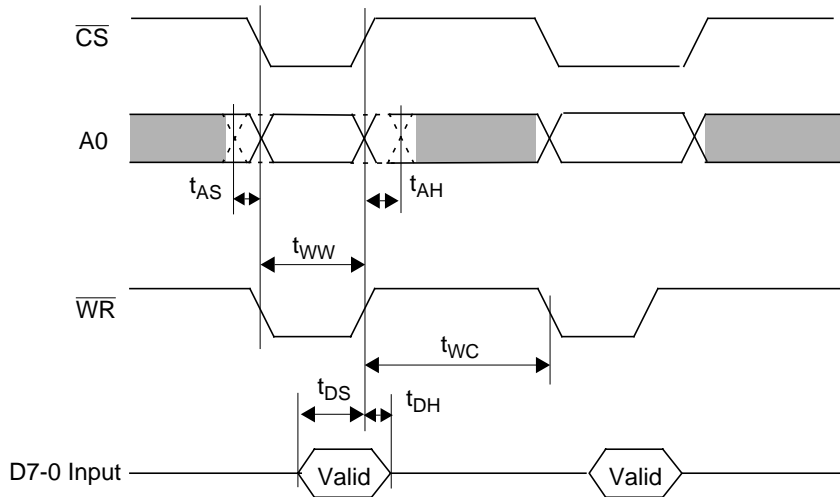 CS
A0
tAS
tAH
tWW
WR
tWC
tDS
tDH
D7-0 Input
Valid
Valid